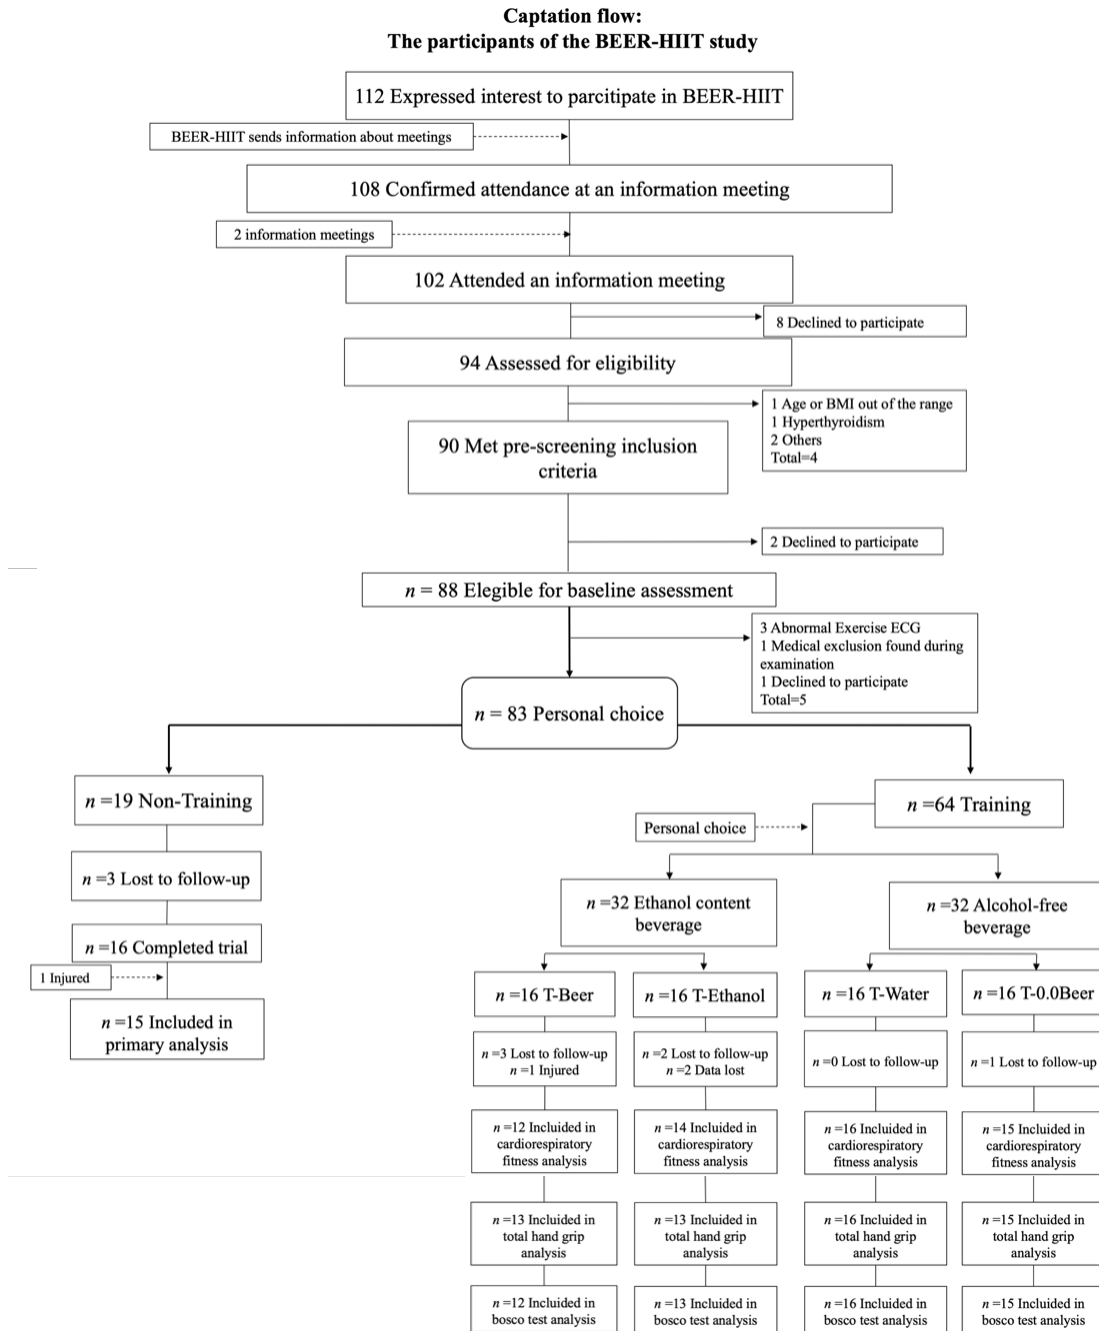 Captation flow:
The participants of the BEER-HIIT study
112 Expressed interest to parcitipate in BEER-HIIT
BEER-HIIT sends information about meetings
108 Confirmed attendance at an information meeting
2 information meetings
102 Attended an information meeting
8 Declined to participate
94 Assessed for eligibility
1 Age or BMI out of the range
1 Hyperthyroidism
2 Others
Total=4
90 Met pre-screening inclusion
criteria
2 Declined to participate
n = 88 Elegible for baseline assessment
3 Abnormal Exercise ECG
1 Medical exclusion found during
examination
1 Declined to participate
Total=5
n = 83 Personal choice
n =19 Non-Training
n =3 Lost to follow-up
n =16 Completed trial
1 Injured
n =15 Included in
primary analysis
n =64 Training
Personal choice
n =32 Ethanol content
beverage
n =32 Alcohol-free
beverage
n =16 T-Beer
n =16 T-Ethanol
n =16 T-Water
n =16 T-0.0Beer
n =3 Lost to follow-up
n =1 Injured
n =2 Lost to follow-up
n =2 Data lost
n =0 Lost to follow-up
n =1 Lost to follow-up
n =12 Incluided in
cardiorespiratory
fitness analysis
n =14 Incluided in
cardiorespiratory
fitness analysis
n =16 Incluided in
cardiorespiratory
fitness analysis
n =15 Incluided in
cardiorespiratory
fitness analysis
n =13 Incluided in
total hand grip
analysis
n =13 Incluided in
total hand grip
analysis
n =16 Incluided in
total hand grip
analysis
n =15 Incluided in
total hand grip
analysis
n =12 Incluided in
bosco test analysis
n =13 Incluided in
bosco test analysis
n =16 Incluided in
bosco test analysis
n =15 Incluided in
bosco test analysis